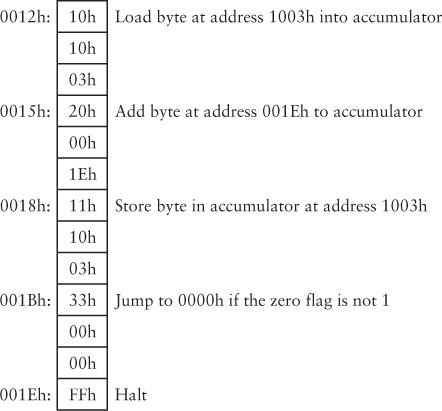 0012h: 10h Load byte at address 1003h into accumulator
10h
03h
0015h: 20h Add byte at address 001Eh to accumulator
00h
1Eh
0018h: 11h Store byte in accumulator at address 1003h
10h
03h
001Bh: 33h Jump to 0000h if the zero flag is not 1
00h
00h
001Eh: FFh Halt